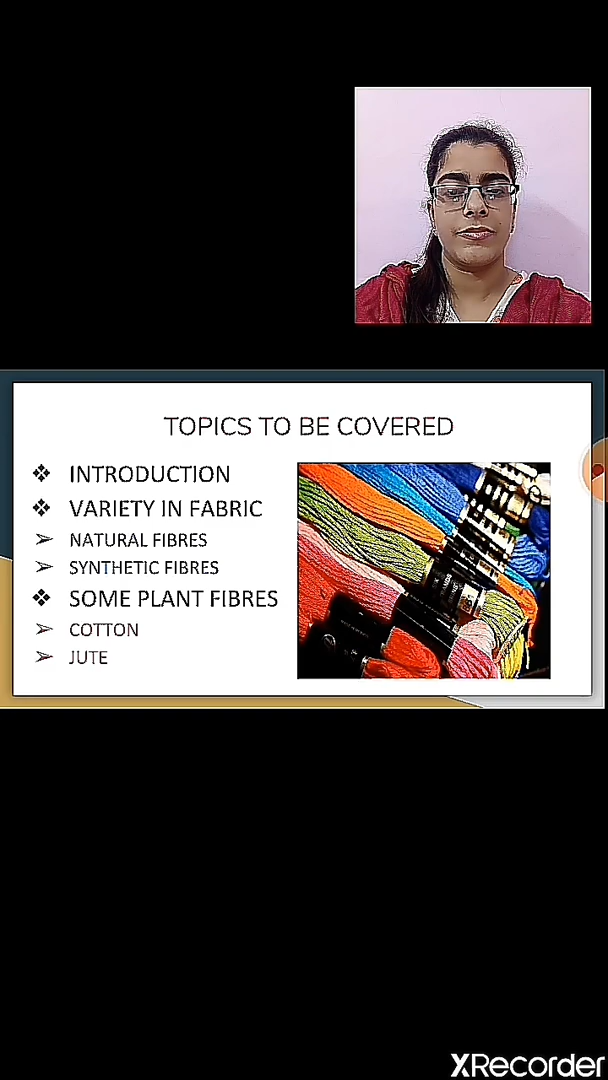 TOPICS TO BE COVERED
❖ INTRODUCTION
❖ VARIETY IN FABRIC
➢ NATURAL FIBRES
➢ SYNTHETIC FIBRES
❖ SOME PLANT FIBRES
➢ COTTON
➢ JUTE
XRecorder